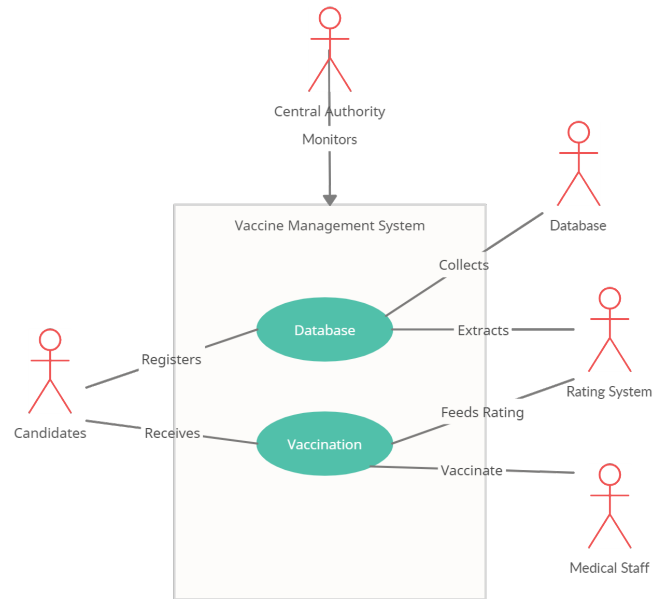 Central Authority
Monitors
Vaccine Management System
Database
Collects
Database
Extracts
Registers
Rating System
Feeds Rating
Candidates
Receives
Vaccination
Vaccinate
Medical Staff